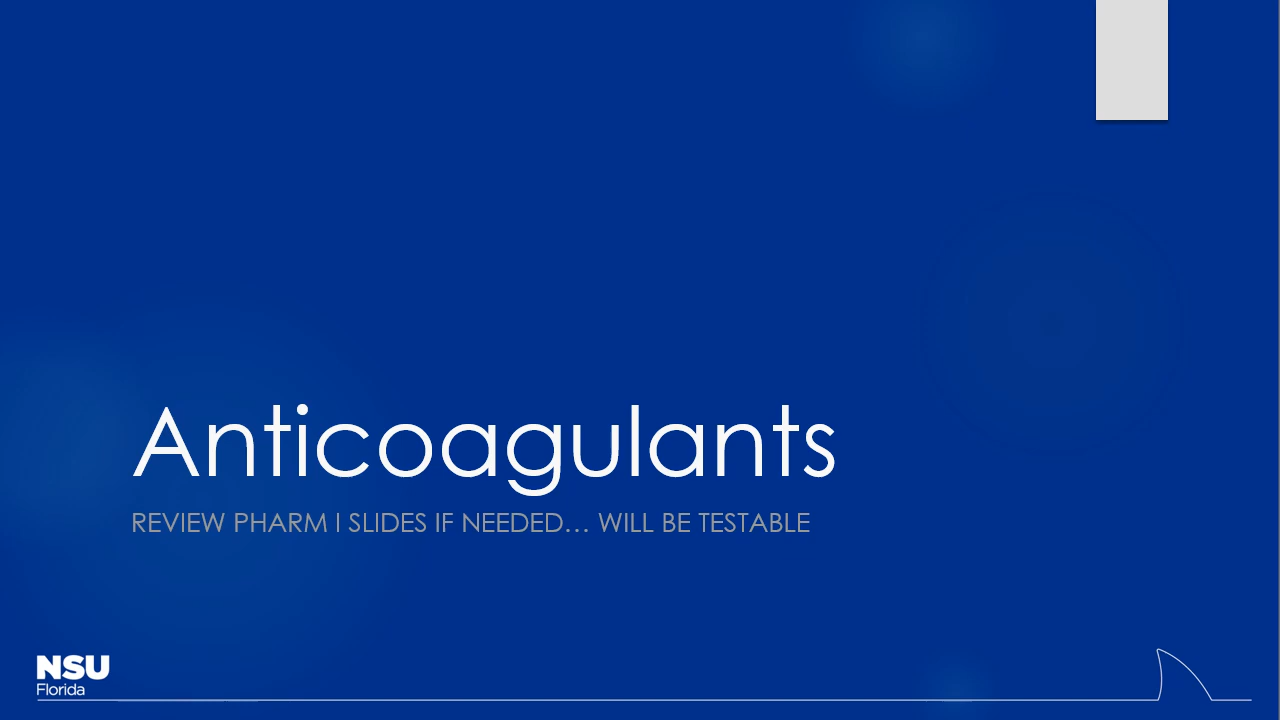 Anticoagulants
REVIEW PHARM I SLIDES IF NEEDED… WILL BE TESTABLE
NSU
Florida